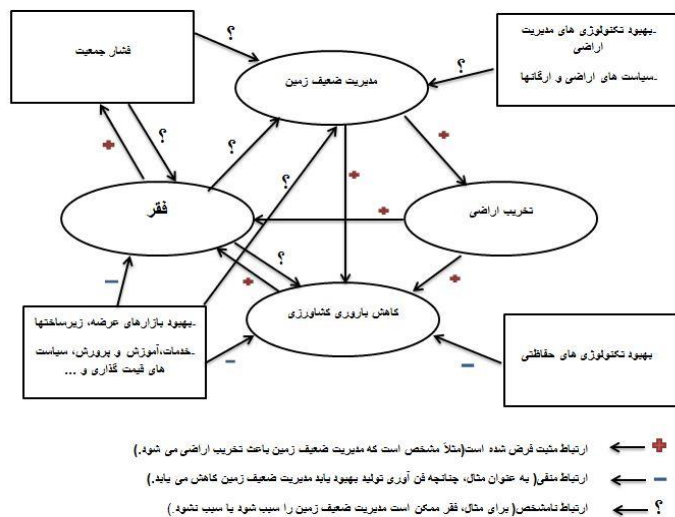 فشار جمعیت
مدیریت ضعیف زمین
-بهبود تکنولوژی های مدیریت
اراضی
-سیاست های اراضی و ارگانها
؟
؟
؟
؟
؟
؟
فقر
تخریب اراضی
کاهش باروری کشاورزی
-بهبود بازارهای عرضه، زیرساختها
-خدمات،آموزش و پرورش، سیاست
های قیمت گذاری و ...
بهبود تکنولوژی های حفاظتی
ارتباط مثبت فرض شده است(مثلاً مشخص است که مدیریت ضعیف زمین باعث تخریب اراضی می شود.)
ارتباط منفی( به عنوان مثال، چنانچه فن آوری تولید بهبود یابد مدیریت ضعیف زمین کاهش می یابد.)
؟ ارتباط نامشخص( برای مثال، فقر ممکن است مدیریت ضعیف زمین را سبب شود یا سبب نشود.)